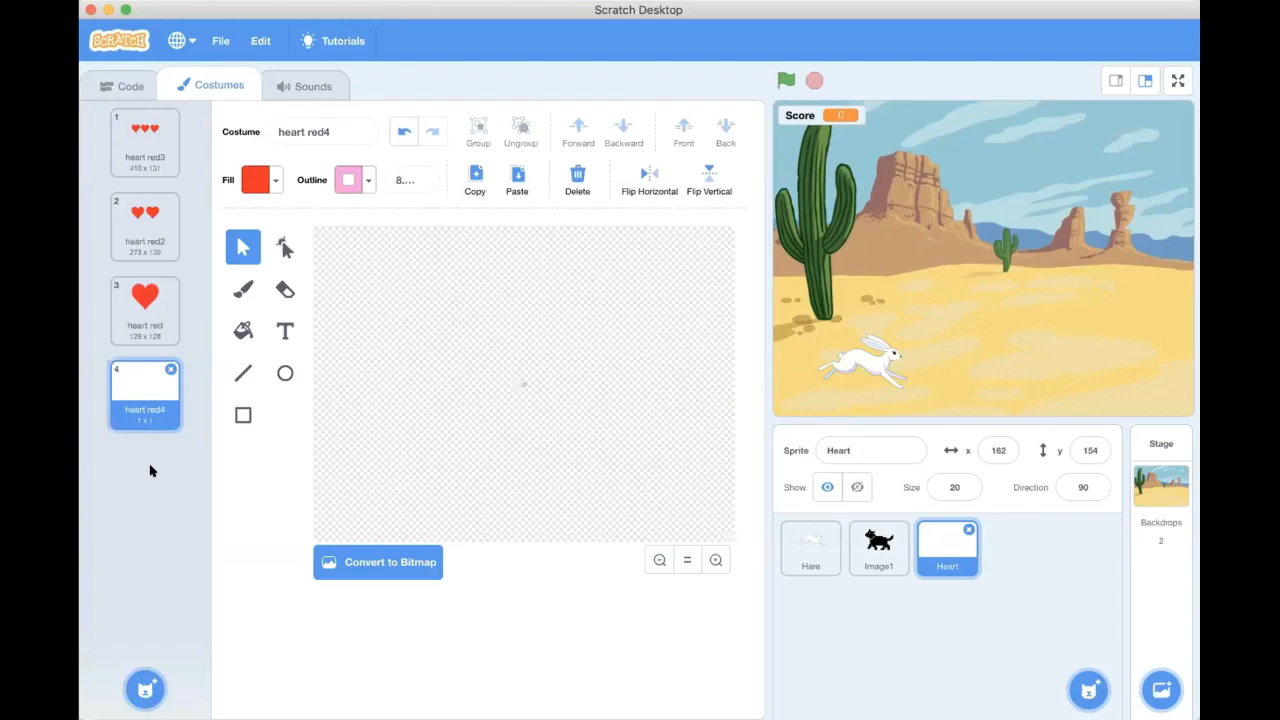 Scratch Desktop
SCRATCH
File
Edit
Tutorials
Code
Costumes
Sounds
1
heart red3
410 x 131
2
heart red2
273 x 130
3
heart red
129 x 128
4
heart red4
1 x 1
Costume
heart red4
Group
Ungroup
Forward
Backward
Front
Back
Fill
Outline
8....
Copy
Paste
Delete
Flip Horizontal
Flip Vertical
T
Convert to Bitmap
Score 0
Sprite
Heart
x
162
y
154
Show
Size
20
Direction
90
Hare
Image1
Heart
Stage
Backdrops
2